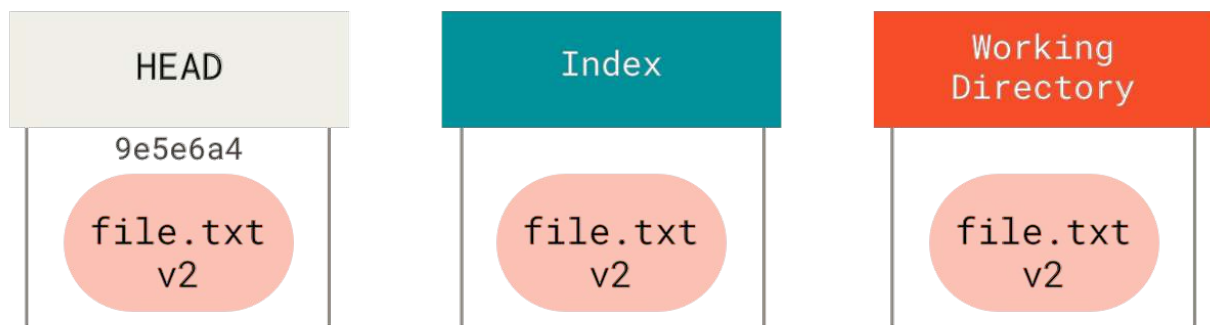 HEAD
Index
Working
Directory
9e5e6a4
file.txt
v2
file.txt
v2
file.txt
v2